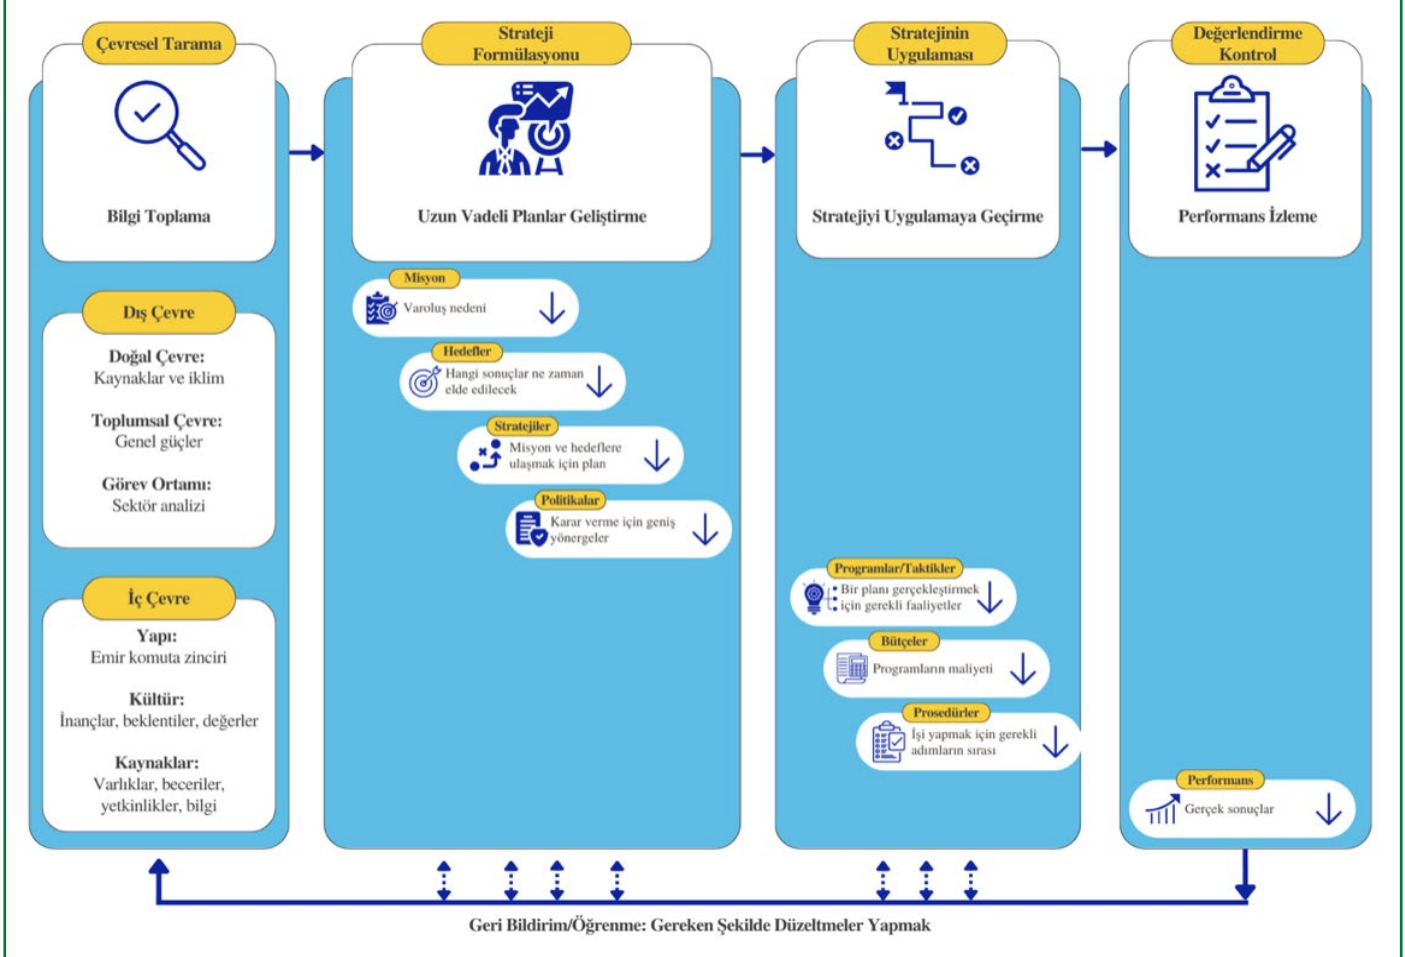 Çevresel Tarama
Bilgi Toplama
Dış Çevre
Doğal Çevre:
Kaynaklar ve iklim
Toplumsal Çevre:
Genel güçler
Görev Ortamı:
Sektör analizi
İç Çevre
Yapı:
Emir komuta zinciri
Kültür:
İnançlar, beklentiler, değerler
Kaynaklar:
Varlıklar, beceriler,
yetkinlikler, bilgi
Strateji
Formülasyonu
Uzun Vadeli Planlar Geliştirme
Misyon
Varoluş nedeni
Hedefler
Hangi sonuçlar ne zaman
elde edilecek
Stratejiler
Misyon ve hedeflere
ulaşmak için plan
Politikalar
Karar verme için geniş
yönergeler
Stratejinin
Uygulaması
Stratejiyi Uygulamaya Geçirme
Programlar/Taktikler
Bir planı gerçekleştirmek
için gerekli faaliyetler
Bütçeler
Programların maliyeti
Prosedürler
İşi yapmak için gerekli
adımların sırası
Değerlendirme
Kontrol
Performans İzleme
Performans
Gerçek sonuçlar
Geri Bildirim/Öğrenme: Gereken Şekilde Düzeltmeler Yapmak